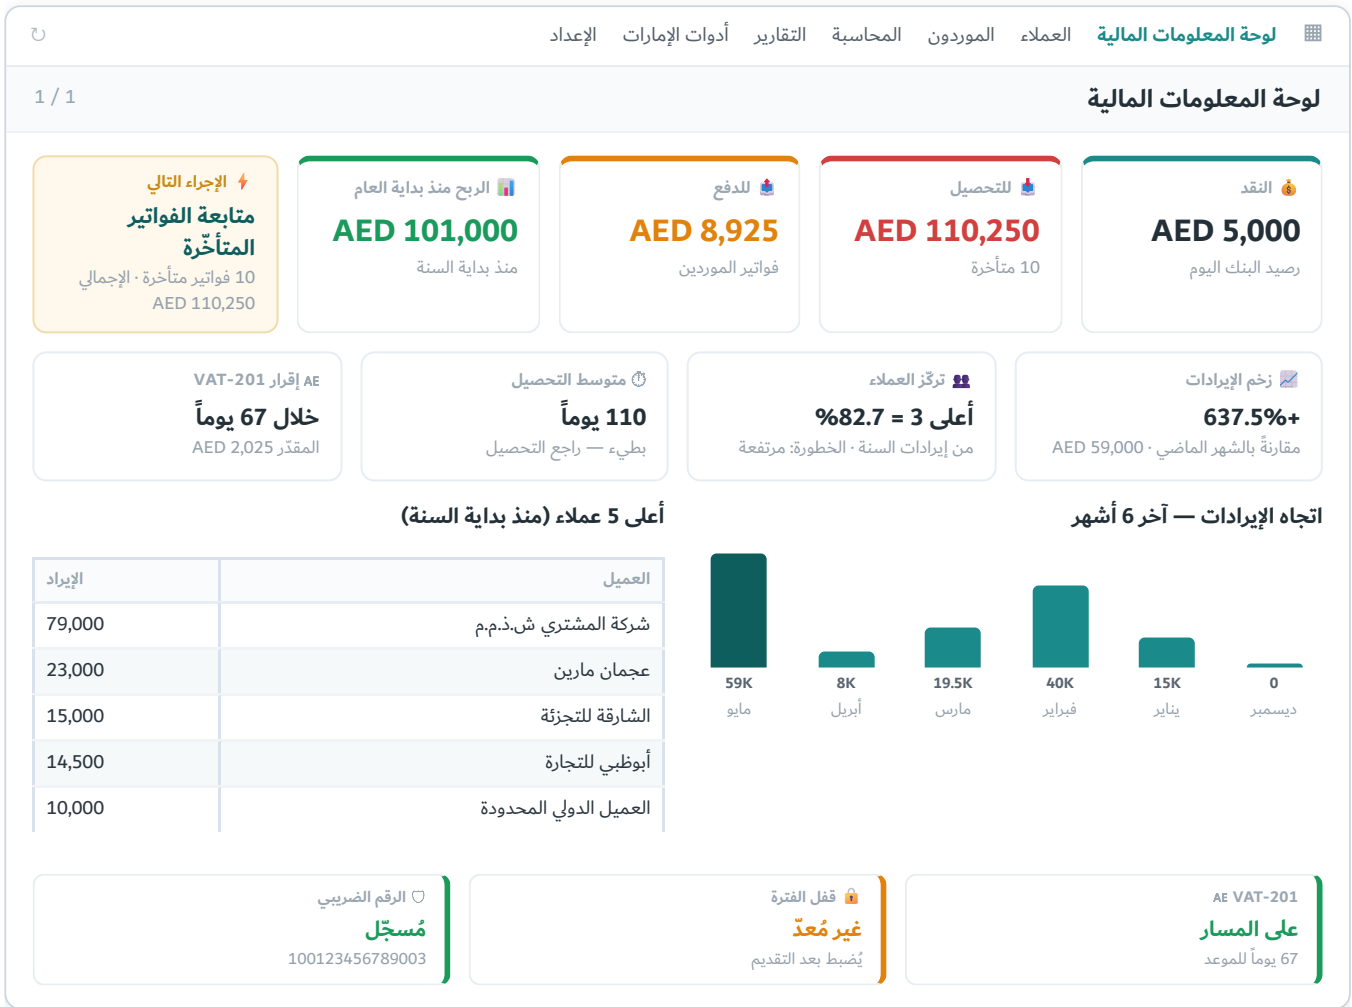 لوحة المعلومات المالية العملاء الموردون المحاسبة التقارير أدوات الإمارات الإعداد
لوحة المعلومات المالية
1 / 1
النقد
AED 5,000
رصيد البنك اليوم
للتحصيل
AED 110,250
10 متأخرة
للدفع
AED 8,925
فواتير الموردين
الربح منذ بداية العام
AED 101,000
منذ بداية السنة
الإجراء التالي
متابعة الفواتير
المتأخّرة
10 فواتير متأخرة · الإجمالي
AED 110,250
زخم الإيرادات
+637.5%
مقارنةً بالشهر الماضي · AED 59,000
تركّز العملاء
أعلى 3 = 82.7%
من إيرادات السنة · الخطورة: مرتفعة
متوسط التحصيل
110 يوماً
بطيء — راجع التحصيل
AE إقرار VAT-201
خلال 67 يوماً
المقدّر AED 2,025
اتجاه الإيرادات — آخر 6 أشهر
0
ديسمبر
15K
يناير
40K
فبراير
19.5K
مارس
8K
أبريل
59K
مايو
أعلى 5 عملاء (منذ بداية السنة)
العميل الإيراد
شركة المشتري ش.ذ.م.م 79,000
عجمان مارين 23,000
الشارقة للتجزئة 15,000
أبوظبي للتجارة 14,500
العميل الدولي المحدودة 10,000
AE VAT-201
على المسار
67 يوماً للموعد
قفل الفترة
غير مُعدّ
يُضبط بعد التقديم
الرقم الضريبي
مُسجّل
100123456789003